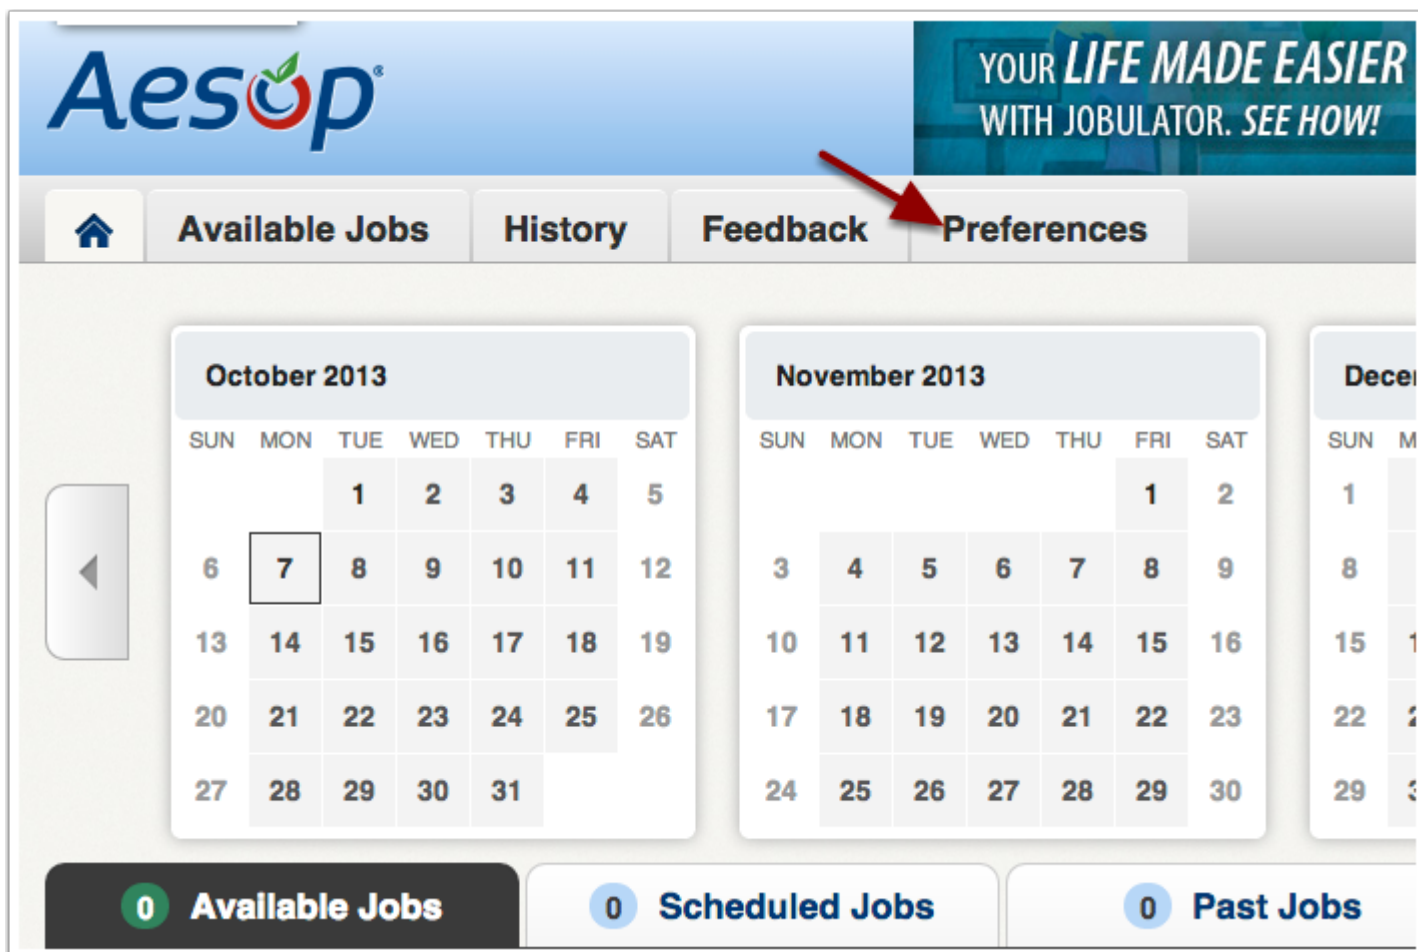 Aesop®
YOUR LIFE MADE EASIER
WITH JOBULATOR. SEE HOW!
Available Jobs History Feedback Preferences
October 2013
SUN MON TUE WED THU FRI SAT
1 2 3 4 5
6 7 8 9 10 11 12
13 14 15 16 17 18 19
20 21 22 23 24 25 26
27 28 29 30 31
November 2013
SUN MON TUE WED THU FRI SAT
1 2
3 4 5 6 7 8 9
10 11 12 13 14 15 16
17 18 19 20 21 22 23
24 25 26 27 28 29 30
SUN
1
8
15
22
29
0 Available Jobs 0 Scheduled Jobs 0 Past Jobs